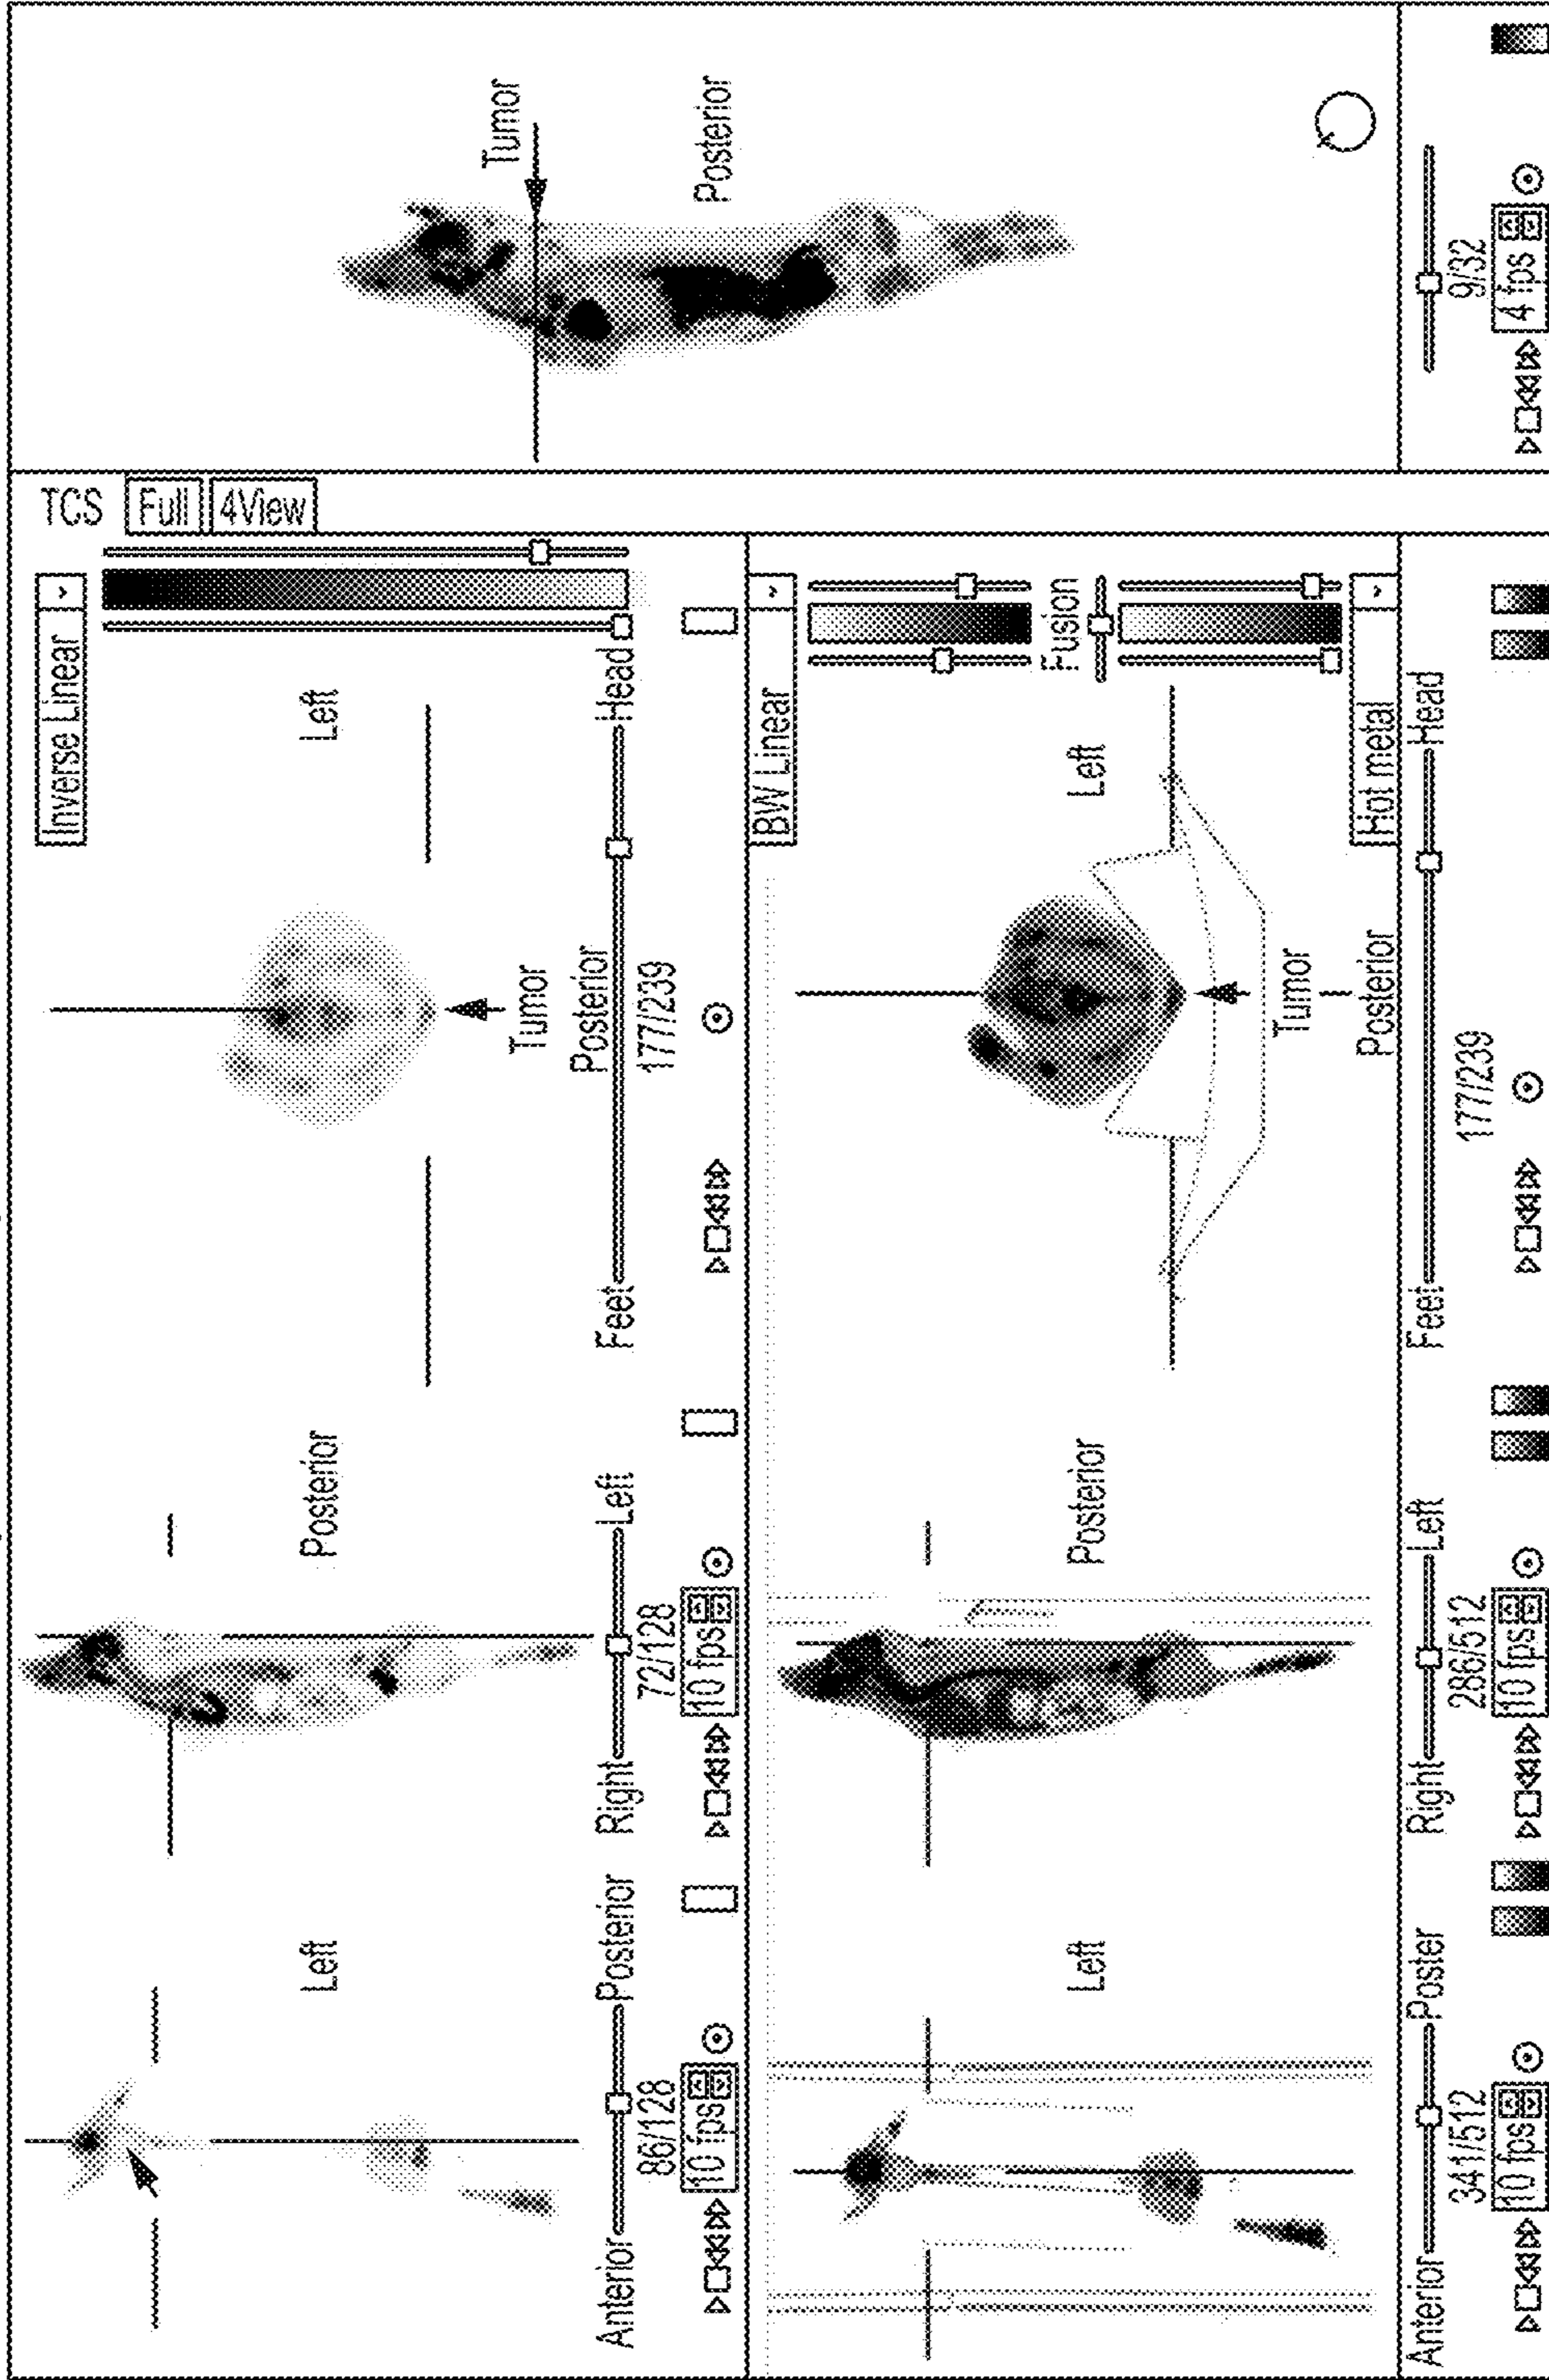 TCS
Full
4View
Inverse Linear
Left
Posterior
Left
Tumor
Posterior
Anterior
Posterior
86/128
10 fps
Right
Left
72/128
10 fps
Feet
Head
177/239
BW Linear
Fusion
Hot metal
Left
Posterior
Left
Tumor
Posterior
Anterior
Poster
341/512
10 fps
Right
Left
286/512
10 fps
Feet
Head
177/239
Tumor
Posterior
9/32
4 fps